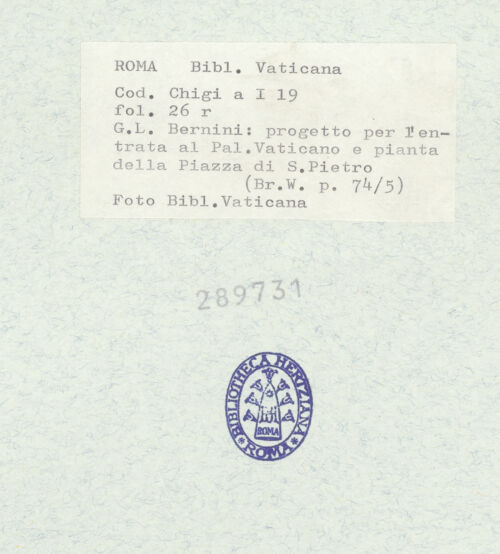 ROMA   Bibl. Vaticana
Cod. Chigi a I 19
fol. 26 r
G.L. Bernini: progetto per l'en-
trata al Pal.Vaticano e pianta
della Piazza di S.Pietro
(Br.W. p. 74/5)
Foto Bibl.Vaticana
289731
BIBLIOTHECA HERTZIANA
ROMA
* ROMA *